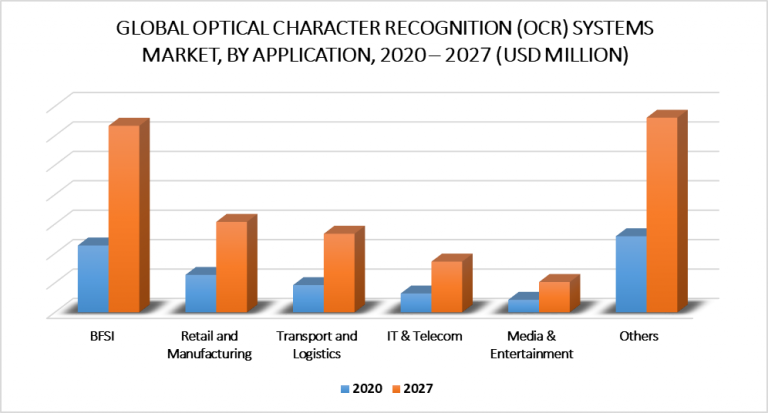 GLOBAL OPTICAL CHARACTER RECOGNITION (OCR) SYSTEMS
MARKET, BY APPLICATION, 2020 – 2027 (USD MILLION)
BFSI
Retail and
Manufacturing
Transport and
Logistics
IT & Telecom
Media &
Entertainment
Others
2020
2027